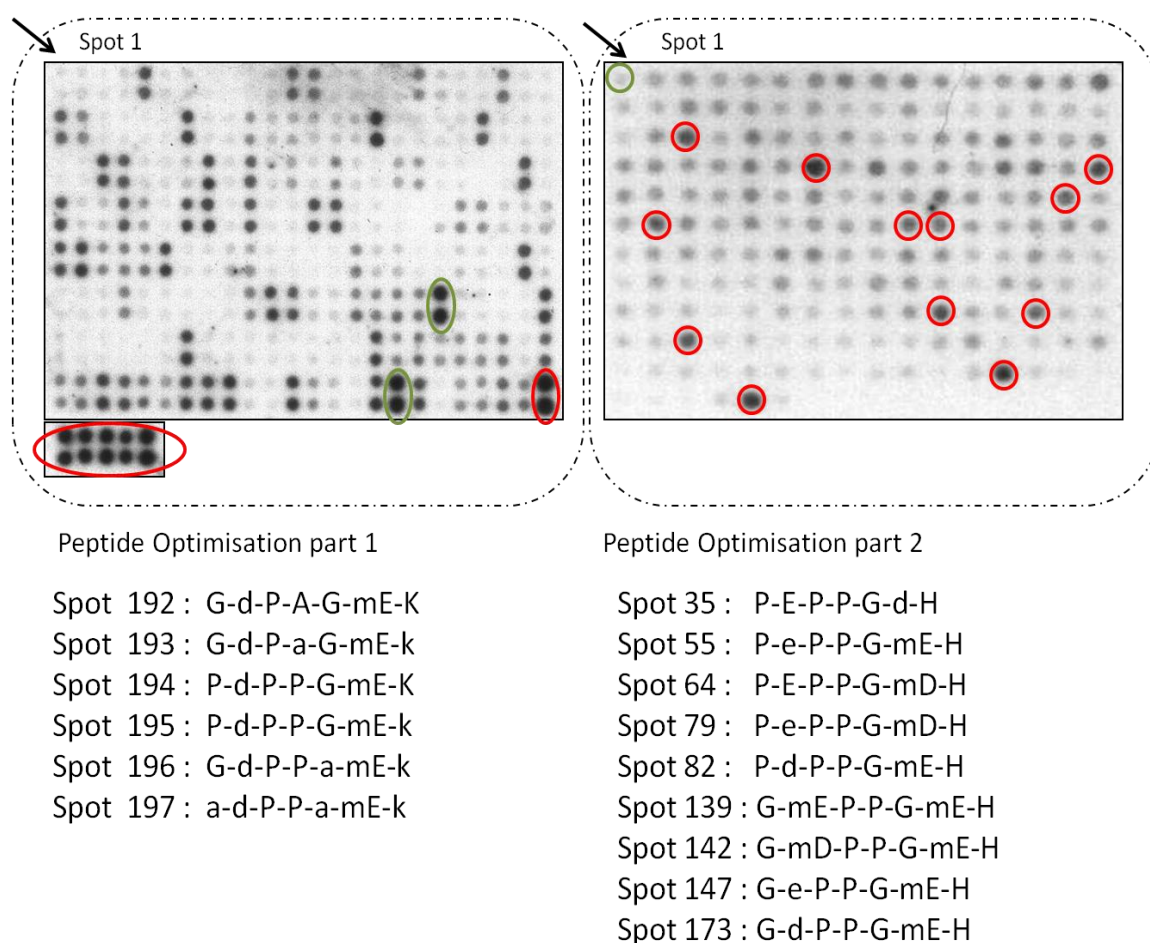 Spot 1
Spot 1
Peptide Optimisation part 1
Spot 192 : G-d-P-A-G-mE-K
Spot 193 : G-d-P-a-G-mE-k
Spot 194 : P-d-P-P-G-mE-K
Spot 195 : P-d-P-P-G-mE-k
Spot 196 : G-d-P-P-a-mE-k
Spot 197 : a-d-P-P-a-mE-k
Peptide Optimisation part 2
Spot 35 : P-E-P-P-G-d-H
Spot 55 : P-e-P-P-G-mE-H
Spot 64 : P-E-P-P-G-mD-H
Spot 79 : P-e-P-P-G-mD-H
Spot 82 : P-d-P-P-G-mE-H
Spot 139 : G-mE-P-P-G-mE-H
Spot 142 : G-mD-P-P-G-mE-H
Spot 147 : G-e-P-P-G-mE-H
Spot 173 : G-d-P-P-G-mE-H